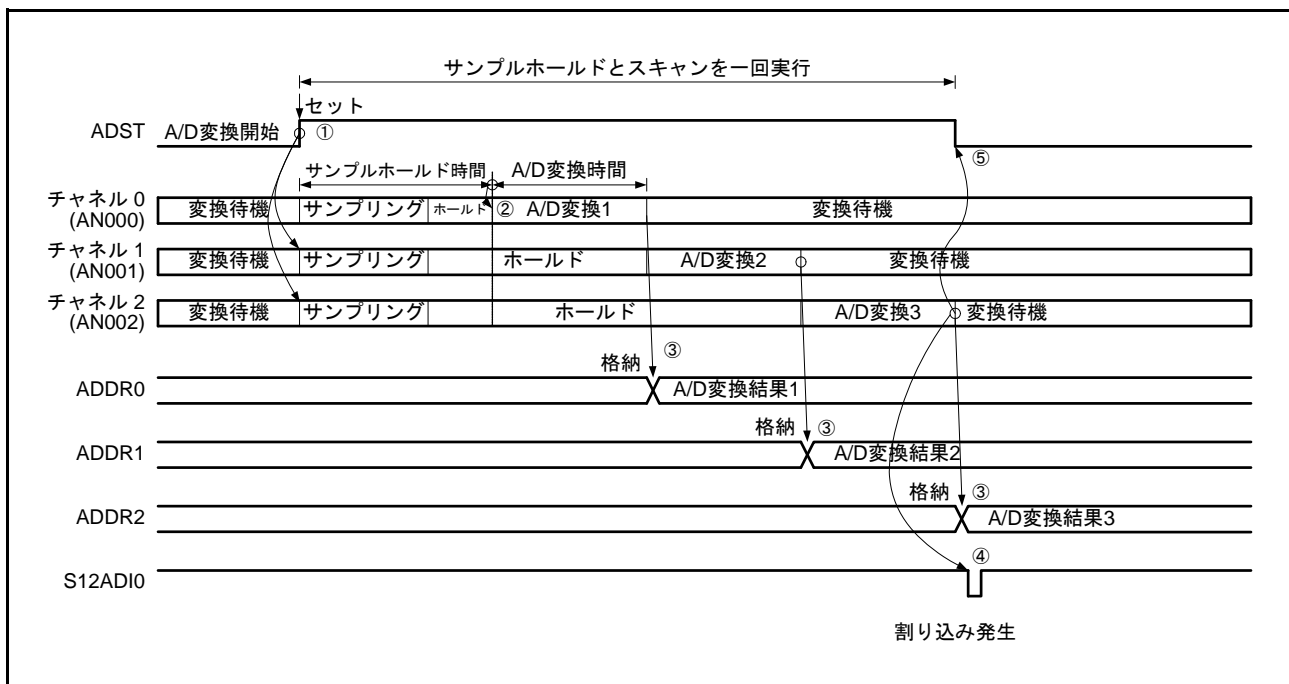 サンプルホールドとスキャンを一回実行
セット
ADST A/D変換開始 ① ⑤
サンプルホールド時間 A/D変換時間
チャネル0
(AN000)
変換待機 サンプリング ホールド ② A/D変換1 変換待機
チャネル1
(AN001)
変換待機 サンプリング ホールド A/D変換2 変換待機
チャネル2
(AN002)
変換待機 サンプリング ホールド A/D変換3 変換待機
格納 ③
ADDR0 A/D変換結果1
格納 ③
ADDR1 A/D変換結果2
格納 ③
ADDR2 A/D変換結果3
④
S12ADI0
割り込み発生